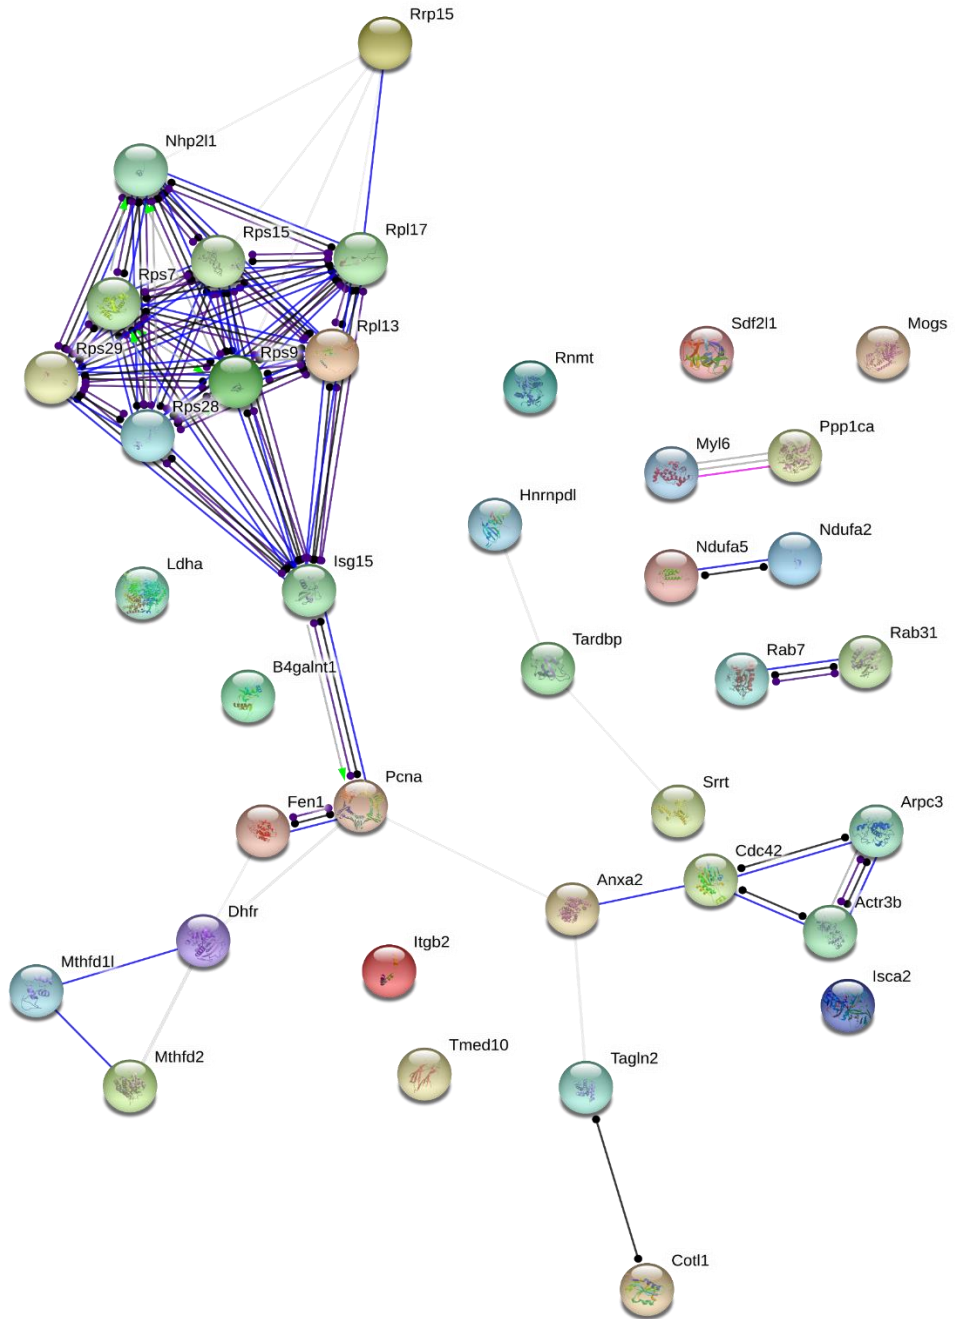 Rrp15
Nhp2l1
Rps15
Rpl17
Rps7
Rpl13
Rps29
Rps9
Rps28
Sdf2l1
Mogs
Rnmt
Myl6
Ppp1ca
Hnrnpdl
Ndufa5
Ndufa2
Ldha
Isg15
Tardbp
Rab7
Rab31
B4galnt1
Srrt
Pcna
Fen1
Arpc3
Cdc42
Anxa2
Actr3b
Dhfr
Itgb2
Mthfd1l
Isca2
Mthfd2
Tmed10
Tagln2
Cotl1